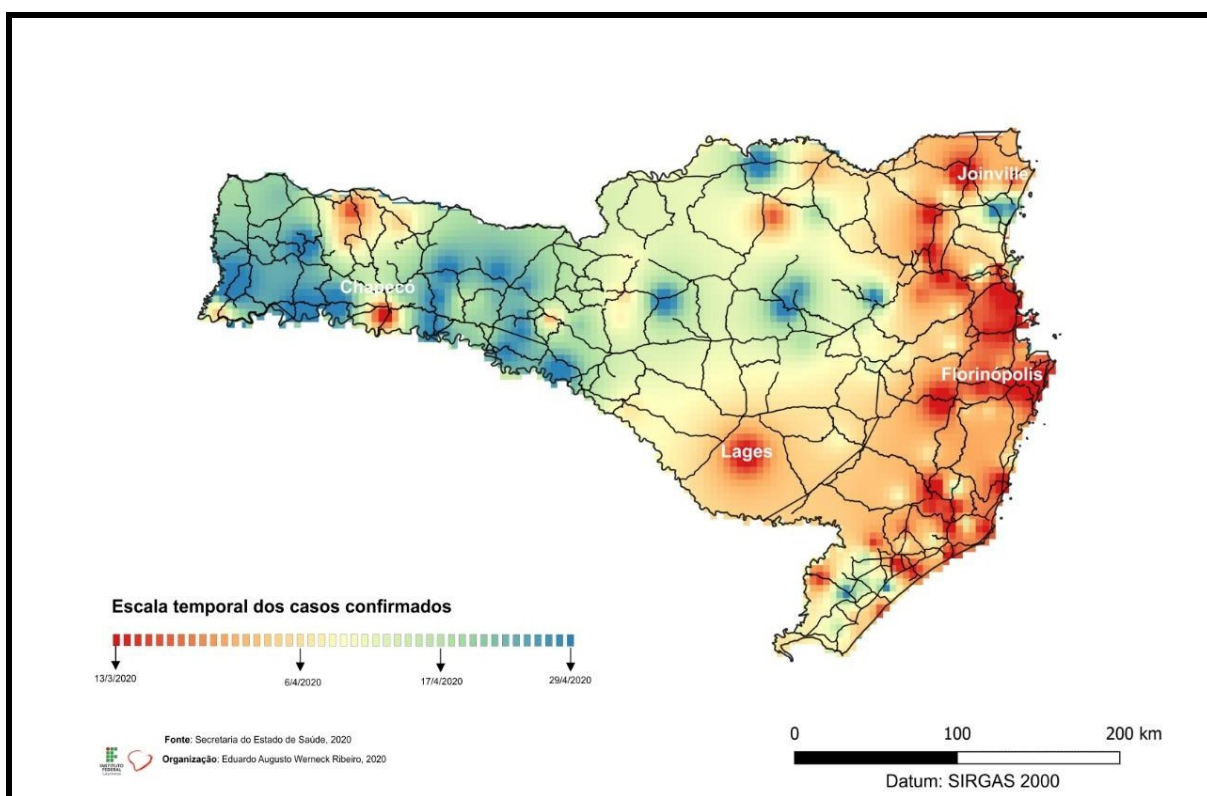 Joinville
Chapecó
Florinópolis
Lages
Escala temporal dos casos confirmados
13/3/2020
6/4/2020
17/4/2020
29/4/2020
Fonte: Secretaria do Estado de Saúde, 2020
Organização: Eduardo Augusto Werneck Ribeiro, 2020
INSTITUTO
FEDERAL
0 100 200 km
Datum: SIRGAS 2000